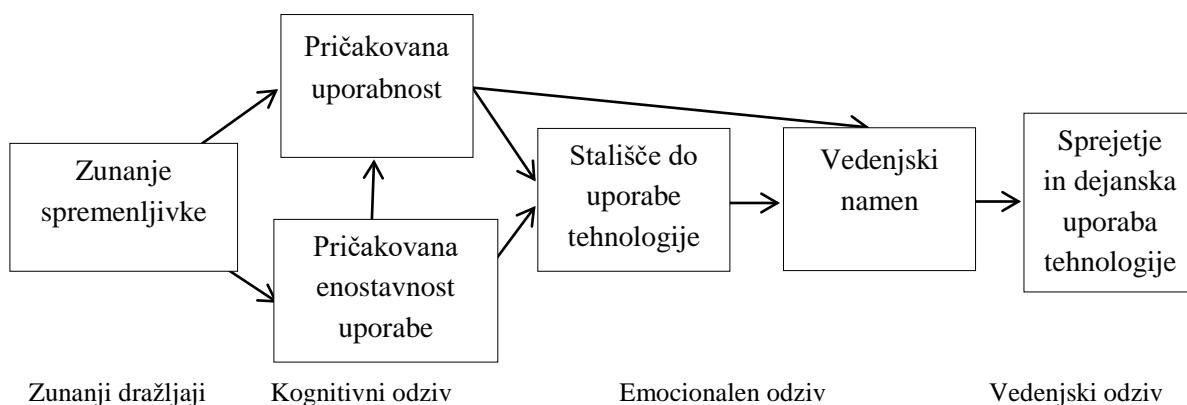 Pričakovana
uporabnost
Zunanje
spremenljivke
Pričakovana
enostavnost
uporabe
Stališče do
uporabe
tehnologije
Vedenjski
namen
Sprejetje
in dejanska
uporaba
tehnologije
Zunanji dražljaji
Kognitivni odziv
Emocionalen odziv
Vedenjski odziv